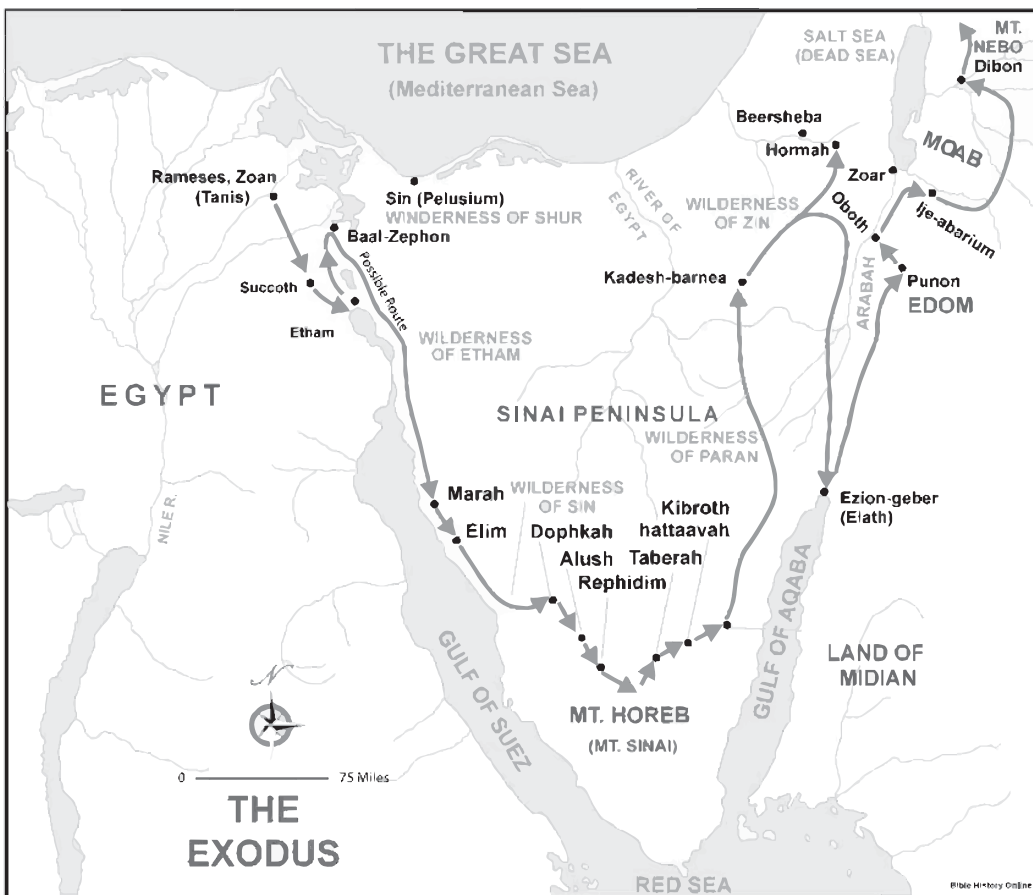 THE GREAT SEA
(Mediterranean Sea)
SALT SEA
(DEAD SEA)
MT.
NEBO
Dibon
Beersheba
Hormah
MOAB
Zoar
Rameses, Zoan
(Tanis)
Sin (Pelusium)
WINDERNESS OF SHUR
RIVER OF
EGYPT
WILDERNESS
OF ZIN
Oboth
Ije-abarium
Baal-Zephon
Possible Route
Succoth
Etham
Kadesh-barnea
ARABAH
Punon
EDOM
WILDERNESS
OF ETHAM
EGYPT
SINAI PENINSULA
WILDERNESS
OF PARAN
NILE R.
Marah
Elim
WILDERNESS
OF SIN
Dophkah
Alush
Rephidim
Kibroth
hattaavah
Taberah
Ezion-geber
(Elath)
GULF OF AQABA
LAND OF
MIDIAN
GULF OF SUEZ
MT. HOREB
(MT. SINAI)
N
0
75 Miles
THE
EXODUS
RED SEA
Bible History Online